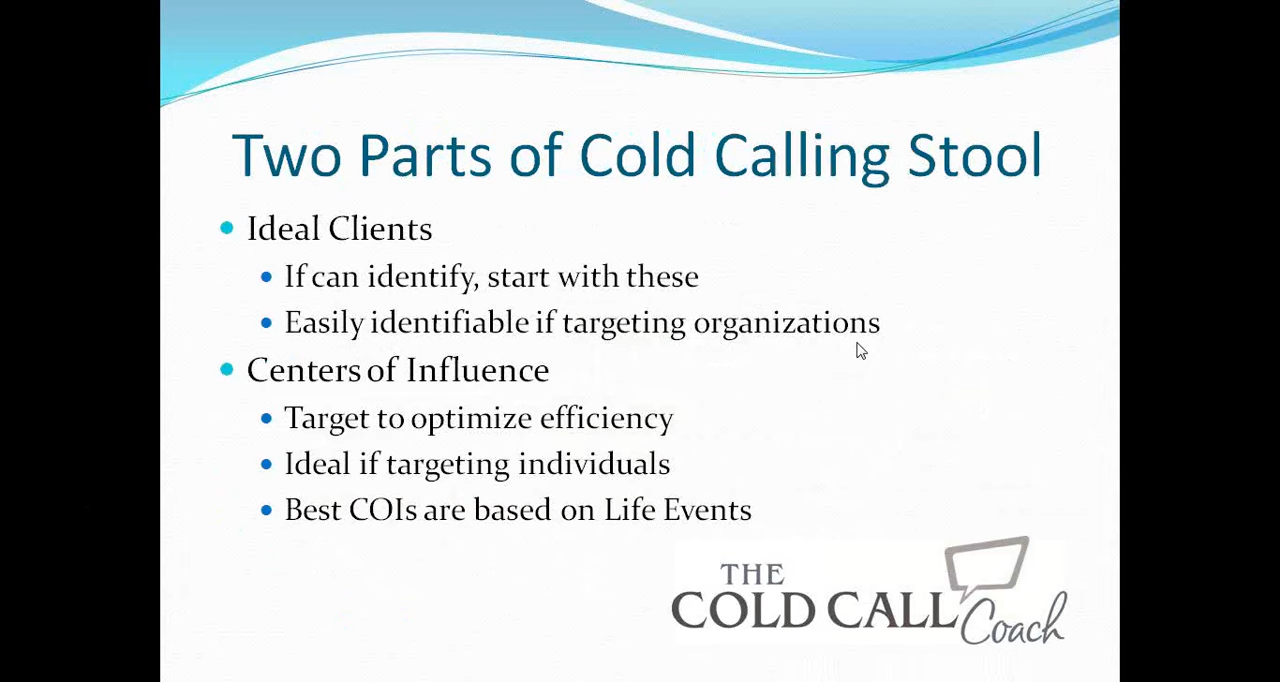 Two Parts of Cold Calling Stool
Ideal Clients
If can identify, start with these
Easily identifiable if targeting organizations
Centers of Influence
Target to optimize efficiency
Ideal if targeting individuals
Best COIs are based on Life Events
THE
COLD CALL
Coach